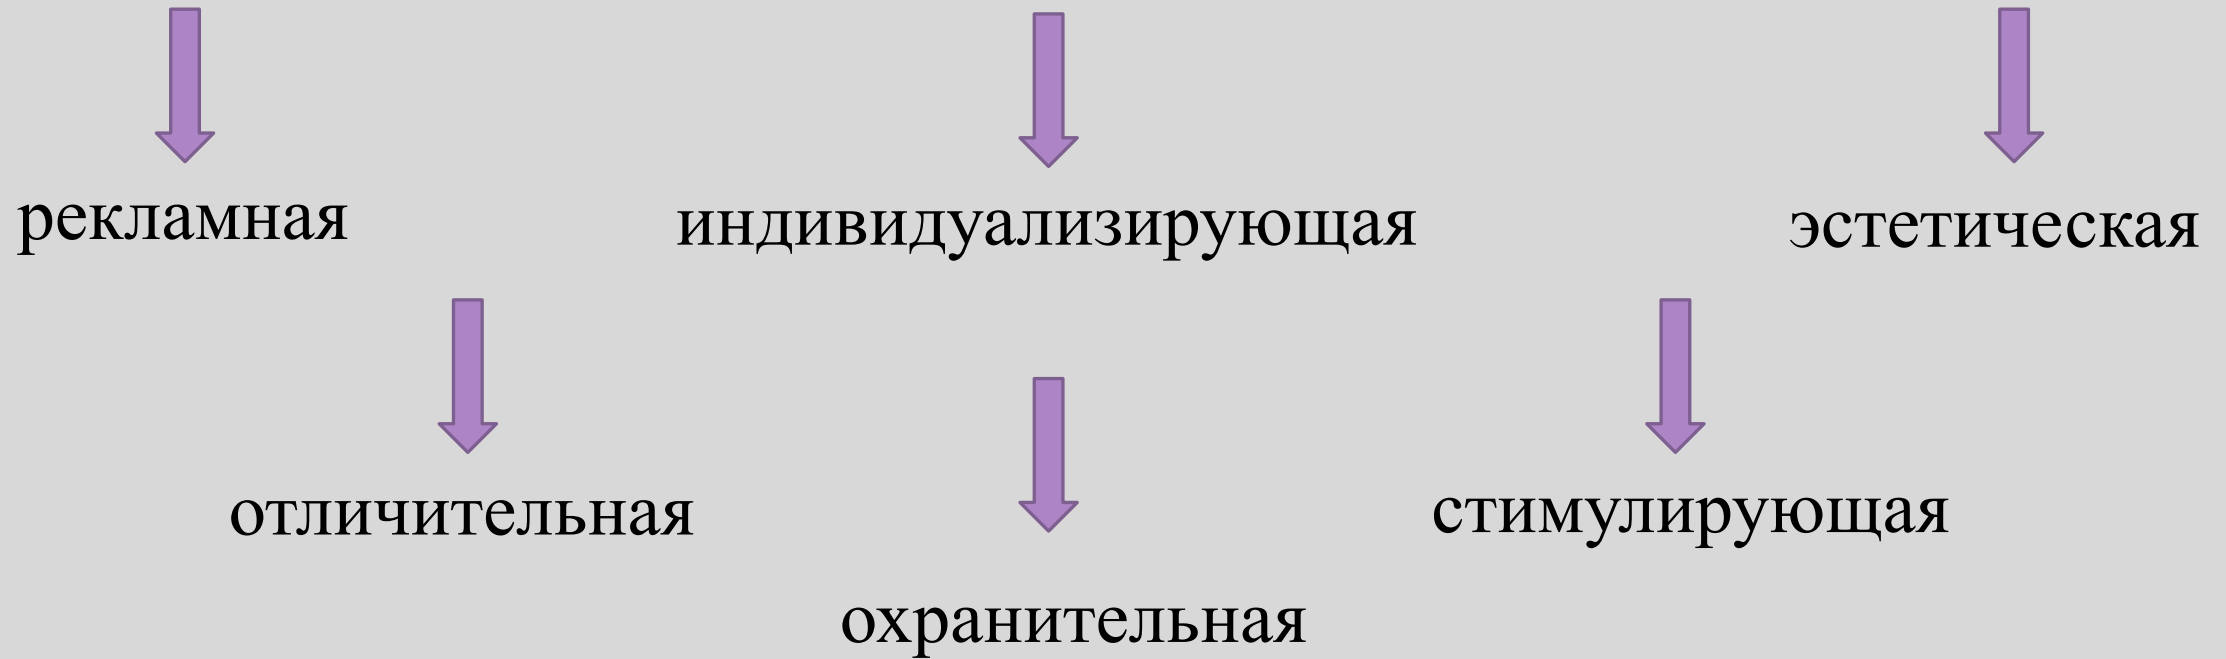 рекламная
индивидуализирующая
эстетическая
отличительная
стимулирующая
охранительная